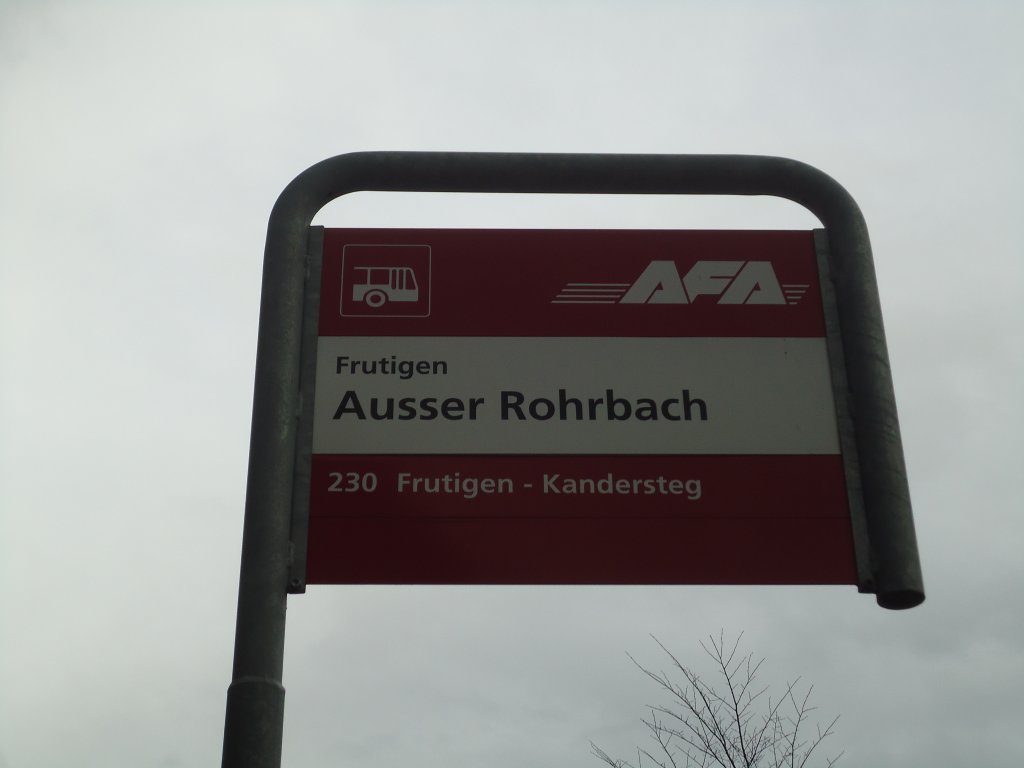 AFA
Frutigen
Ausser Rohrbach
230 Frutigen - Kandersteg